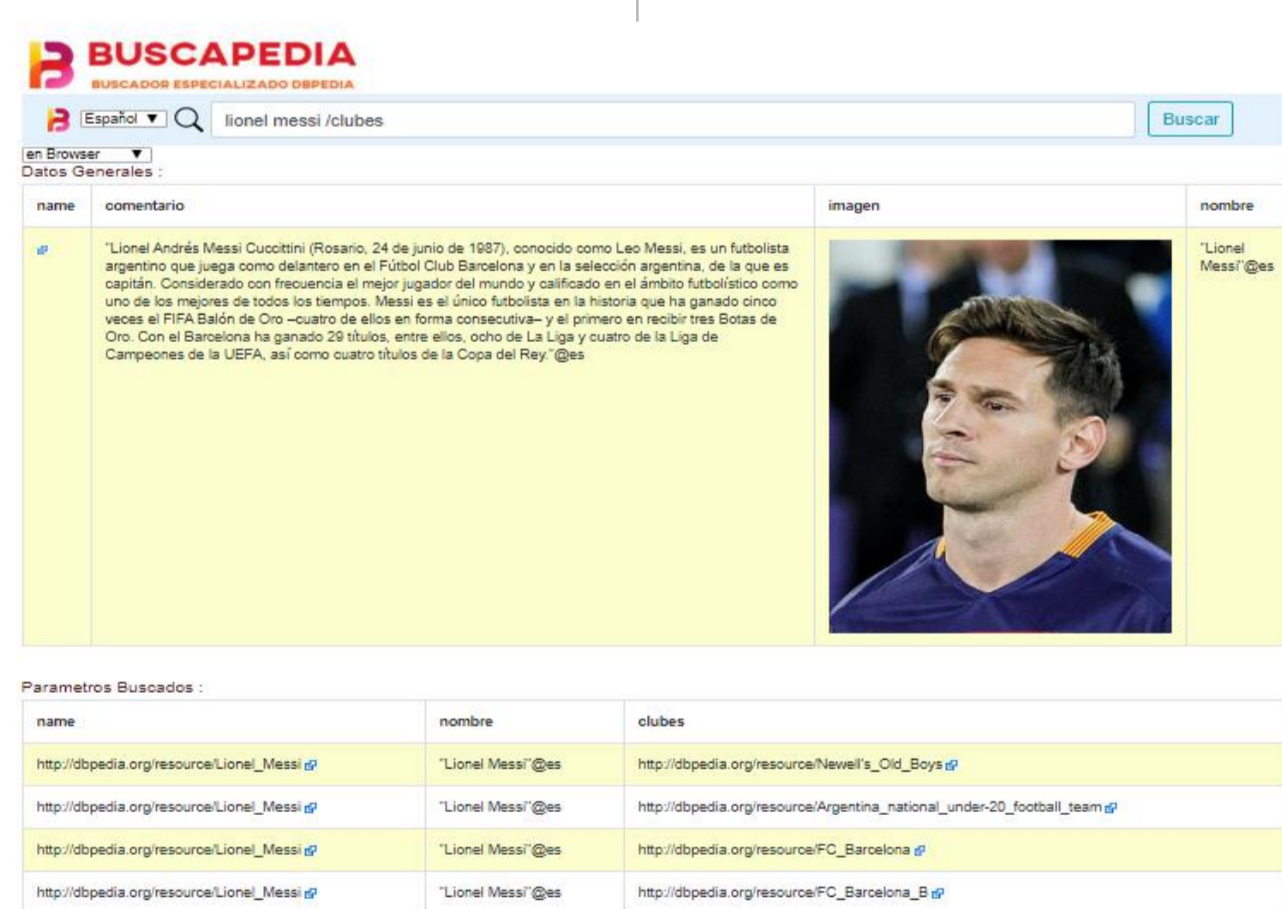 BUSCAPEDIA
BUSCADOR ESPECIALIZADO DBPEDIA
Español ▼ lionel messi /clubes Buscar
en Browser ▼
Datos Generales :
name comentario imagen nombre
"Lionel Andrés Messi Cuccittini (Rosario, 24 de junio de 1987), conocido como Leo Messi, es un futbolista
argentino que juega como delantero en el Fútbol Club Barcelona y en la selección argentina, de la que es
capitán. Considerado con frecuencia el mejor jugador del mundo y calificado en el ámbito futbolístico como
uno de los mejores de todos los tiempos. Messi es el único futbolista en la historia que ha ganado cinco
veces el FIFA Balón de Oro –cuatro de ellos en forma consecutiva– y el primero en recibir tres Botas de
Oro. Con el Barcelona ha ganado 29 títulos, entre ellos, ocho de La Liga y cuatro de la Liga de
Campeones de la UEFA, así como cuatro títulos de la Copa del Rey."@es
"Lionel
Messi"@es
Parametros Buscados :
name nombre clubes
http://dbpedia.org/resource/Lionel_Messi "Lionel Messi"@es http://dbpedia.org/resource/Newell's_Old_Boys
http://dbpedia.org/resource/Lionel_Messi "Lionel Messi"@es http://dbpedia.org/resource/Argentina_national_under-20_football_team
http://dbpedia.org/resource/Lionel_Messi "Lionel Messi"@es http://dbpedia.org/resource/FC_Barcelona
http://dbpedia.org/resource/Lionel_Messi "Lionel Messi"@es http://dbpedia.org/resource/FC_Barcelona_B